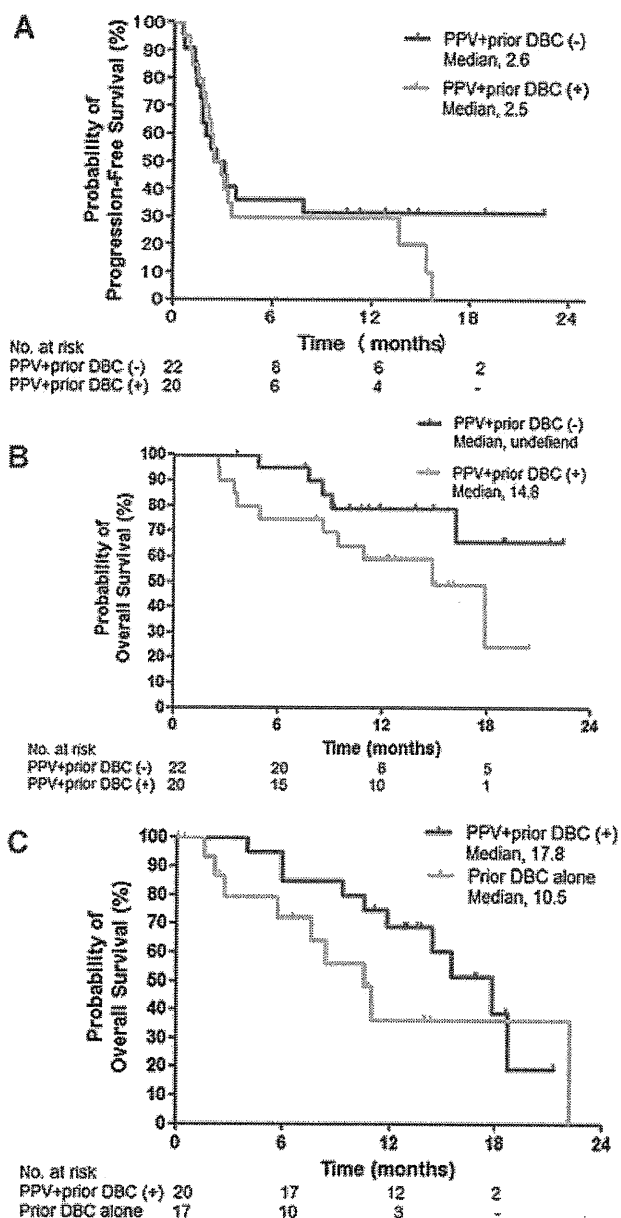 A
PPV+prior DBC (-)
Median, 2.6
PPV+prior DBC (+)
Median, 2.5
Probability of
Progression-Free Survival (%)
100
90
80
70
60
50
40
30
20
10
0
0 6 12 18 24
Time ( months)
No. at risk
PPV+prior DBC (-) 22 8 6 2
PPV+prior DBC (+) 20 6 4 -
B
PPV+prior DBC (-)
Median, undefiend
PPV+prior DBC (+)
Median, 14.8
Probability of
Overall Survival (%)
100
90
80
70
60
50
40
30
20
10
0
0 6 12 18 24
Time (months)
No. at risk
PPV+prior DBC (-) 22 20 6 5
PPV+prior DBC (+) 20 15 10 1
C
PPV+prior DBC (+)
Median, 17.8
Prior DBC alone
Median, 10.5
Probability of
Overall Survival (%)
100
90
80
70
60
50
40
30
20
10
0
0 6 12 18 24
Time (months)
No. at risk
PPV+prior DBC (+) 20 17 12 2
Prior DBC alone 17 10 3 -